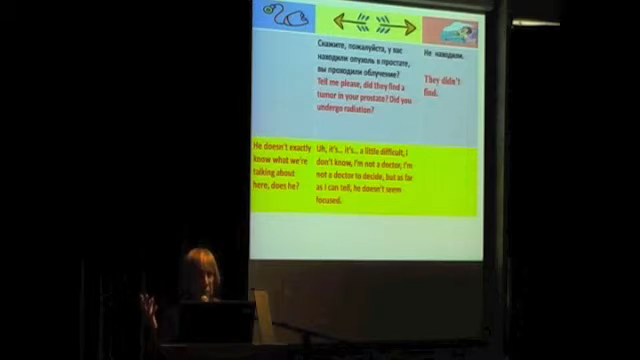 Скажите, пожалуйста, у вас
находили опухоль в простате,
вы проводили облучение?
Tell me please, did they find a
tumor in your prostate? Did you
undergo radiation?
Не находили.
They didn't
find.
He doesn't exactly
know what we're
talking about
here, does he?
Uh, it's... it's... a little difficult, I
don't know, I'm not a doctor, I'm
not a doctor to decide, but as far
as I can tell, he doesn't seem
focused.